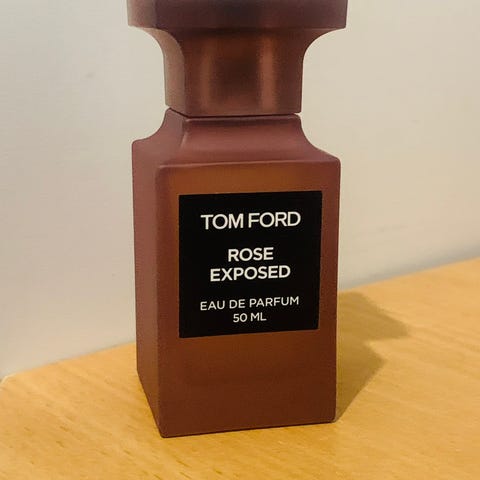 TOM FORD
ROSE
EXPOSED
EAU DE PARFUM
50 ML